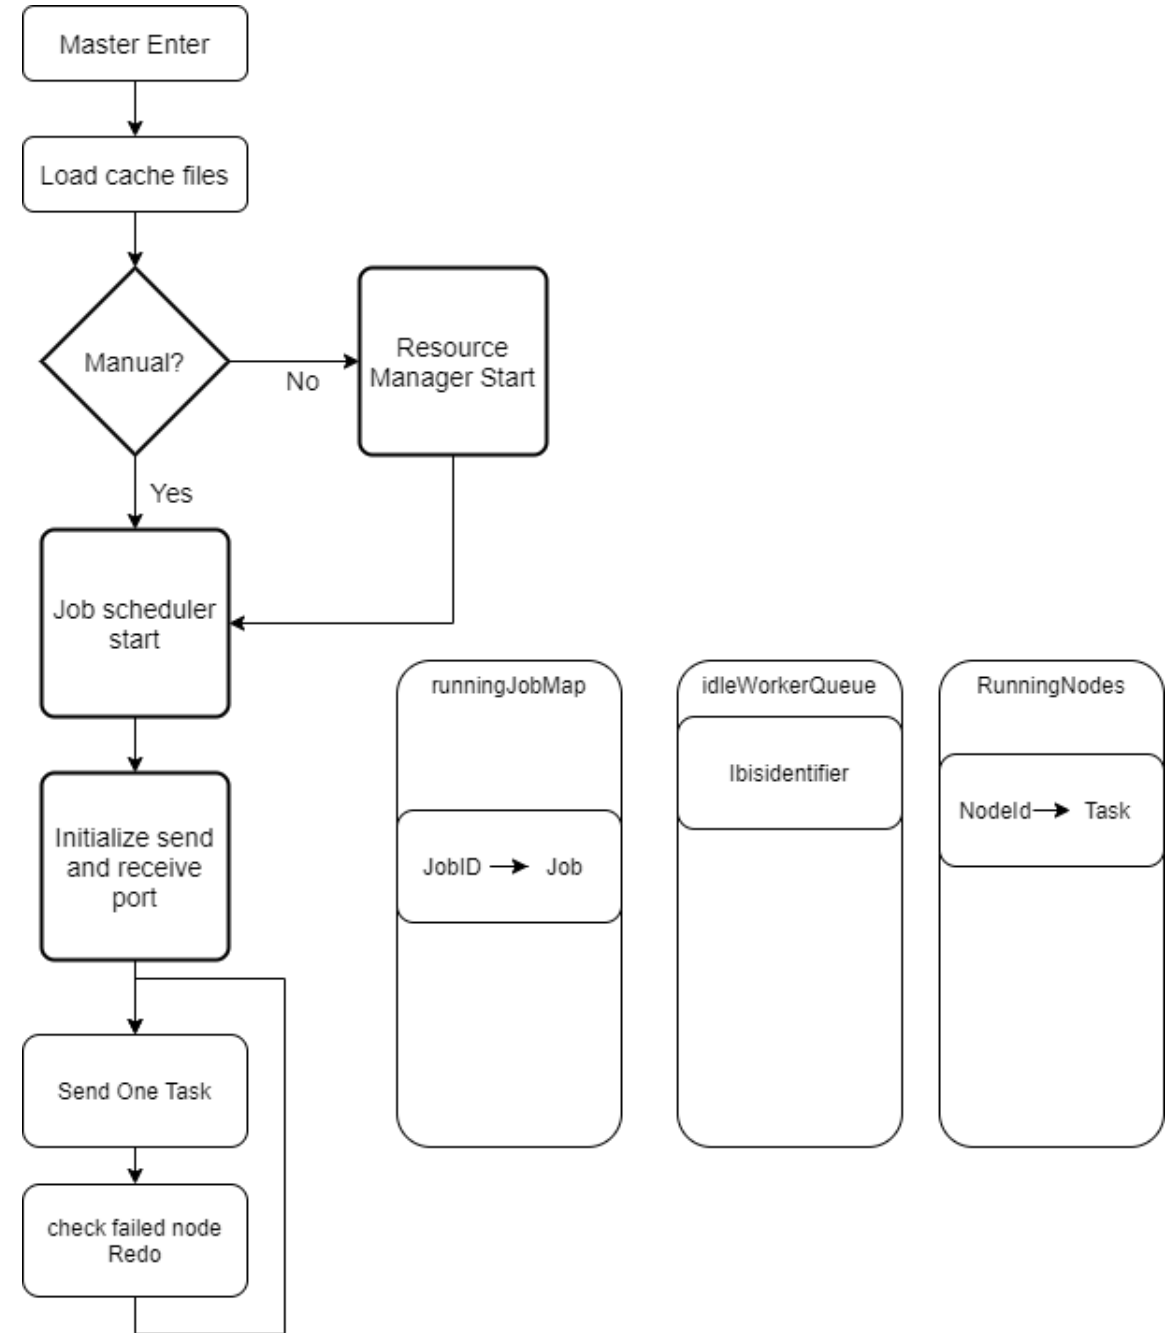 Master Enter
Load cache files
Manual?
No
Resource
Manager Start
Yes
Job scheduler
start
Initialize send
and receive
port
Send One Task
check failed node
Redo
runningJobMap
JobID
Job
idleWorkerQueue
Ibisidentifier
RunningNodes
NodeId
Task